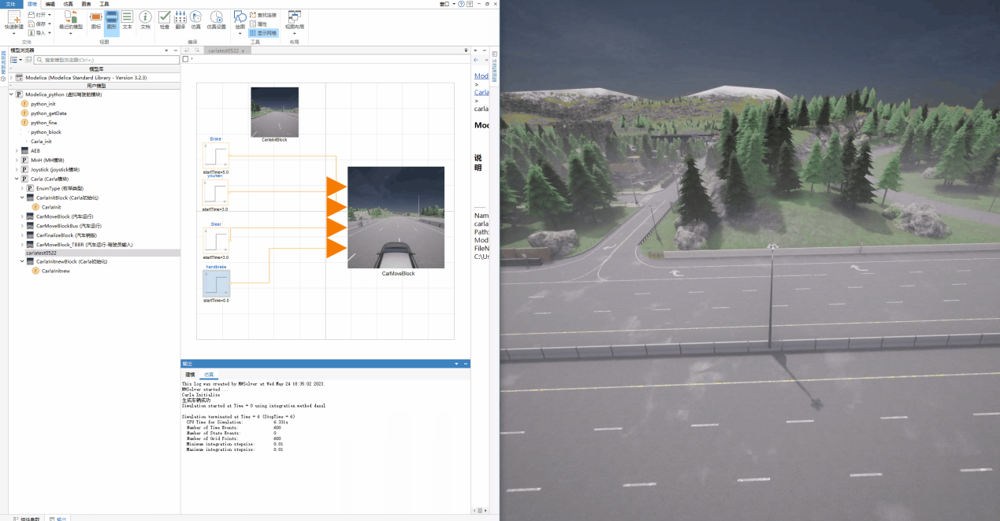 文件 建模 编辑 仿真 图表 工具
窗口
快速新建
打开
保存
导入
最近的模型
图标
图形
文本
文档
检查
翻译
仿真
仿真设置
绘图
查找连接
属性
显示网格
视图布局
文件
视图
编译
工具
布局
模型浏览器
搜索模型浏览器(Ctrl+;)
模型库
Modelica (Modelica Standard Library - Version 3.2.3)
用户模型
Modelica_python (虚拟驾驶舱模块)
python_init
python_getData
python_fina
python_block
Carla_init
AEB
MnH (MH模块)
Joystick (joystick模块)
Carla (Carla模块)
EnumType (枚举类型)
CarlaInitBlock (Carla初始化)
CarlaInit
CarMoveBlock (汽车运行)
CarMoveBlockBus (汽车运行)
CarFinalizeBlock (汽车销毁)
CarMoveBlock_TBBR (汽车运行-驾驶员输入)
carlatest0522
CarlaInitnewBlock (Carla初始化)
CarlaInitnew
carlatest0522
CarlaInitBlock
Brake
startTime=5.0
youmen
startTime=3.0
Steer
startTime=3.0
handbrake
startTime=0.0
CarMoveBlock
Mod
>
Carla
>
carla
Moc
说
明
Nam
carla
Path:
Mod
FileN
C:\Us
输出
建模 仿真
This log was created by MWSolver at Wed May 24 18:35:02 2023.
MWSolver started ...
Carla Initialize
生成车辆成功
Simulation started at Time = 0 using integration method dassl
Simulation terminated at Time = 6 (StopTime = 6)
CPU Time for Simulation: 6.331s
Number of Time Events: 600
Number of State Events: 0
Number of Grid Points: 600
Minimum integration stepsize: 0.01
Maximum integration stepsize: 0.01
组件参数 输出